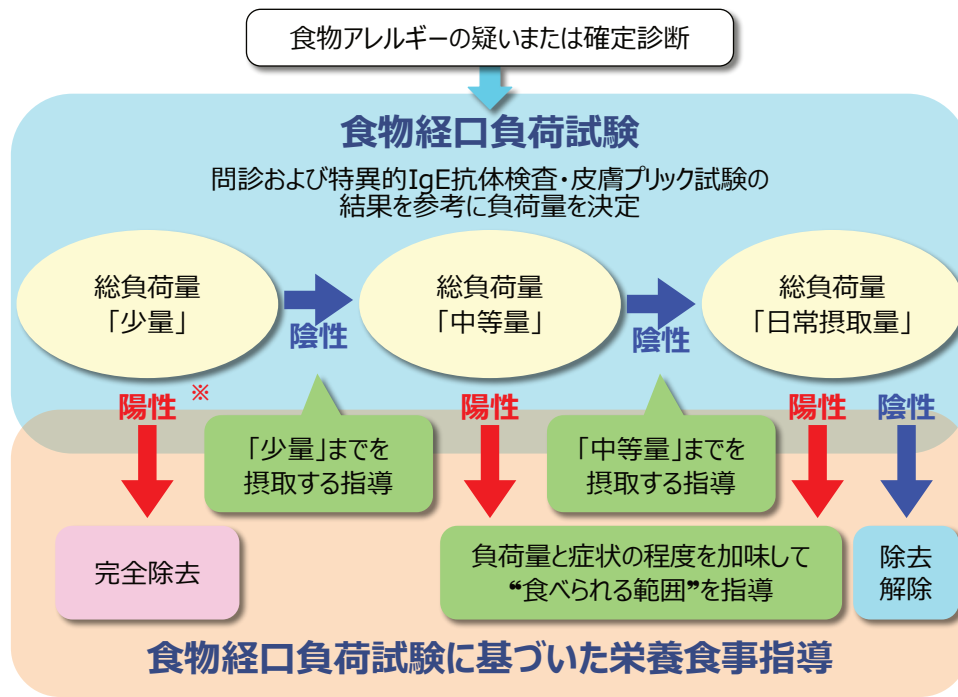 食物アレルギーの疑いまたは確定診断
食物経口負荷試験
問診および特異的IgE抗体検査・皮膚プリック試験の
結果を参考に負荷量を決定
総負荷量
「少量」
陰性
総負荷量
「中等量」
陰性
総負荷量
「日常摂取量」
陽性※
「少量」までを
摂取する指導
陽性
「中等量」までを
摂取する指導
陽性
陰性
完全除去
負荷量と症状の程度を加味して
“食べられる範囲”を指導
除去
解除
食物経口負荷試験に基づいた栄養食事指導